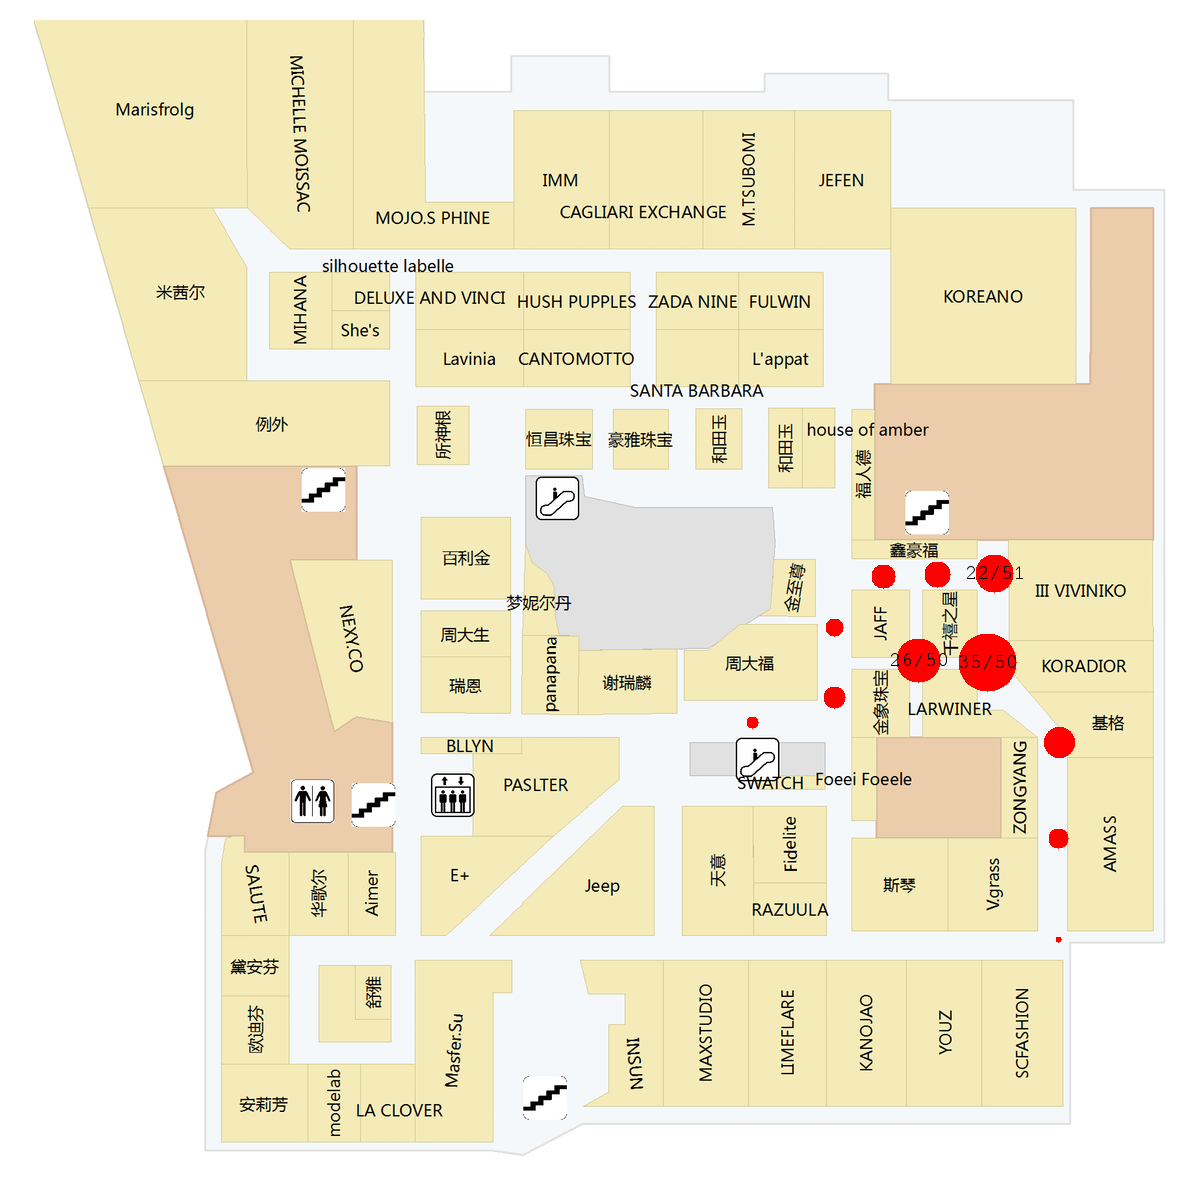 Marisfrolg
MICHELLE MOISSAC
MOJO.S PHINE
IMM
CAGLIARI EXCHANGE
M.TSUBOMI
JEFEN
米茜尔
silhouette labelle
MIHANA
DELUXE AND VINCI
HUSH PUPPLES
ZADA NINE
FULWIN
KOREANO
She's
Lavinia
CANTOMOTTO
L'appat
SANTA BARBARA
例外
所神根
恒昌珠宝
豪雅珠宝
和田玉
和田玉
house of amber
福人德
鑫豪福
百利金
金至尊
22/51
III VIVINIKO
梦妮尔丹
NEXY.CO
周大生
JAFF
千禧之星
瑞恩
panapana
谢瑞麟
周大福
26/50
35/50
KORADIOR
金象珠宝
LARWINER
基格
BLLYN
PASLTER
SWATCH
Foeei Foeele
ZONGYANG
AMASS
SALUTE
华歌尔
Aimer
E+
Jeep
天意
Fidelite
RAZUULA
斯琴
V.grass
黛安芬
舒雅
欧迪芬
Masfer.Su
INSUN
MAXSTUDIO
LIMEFLARE
KANOJAO
YOUZ
SCFASHION
安莉芳
modelab
LA CLOVER